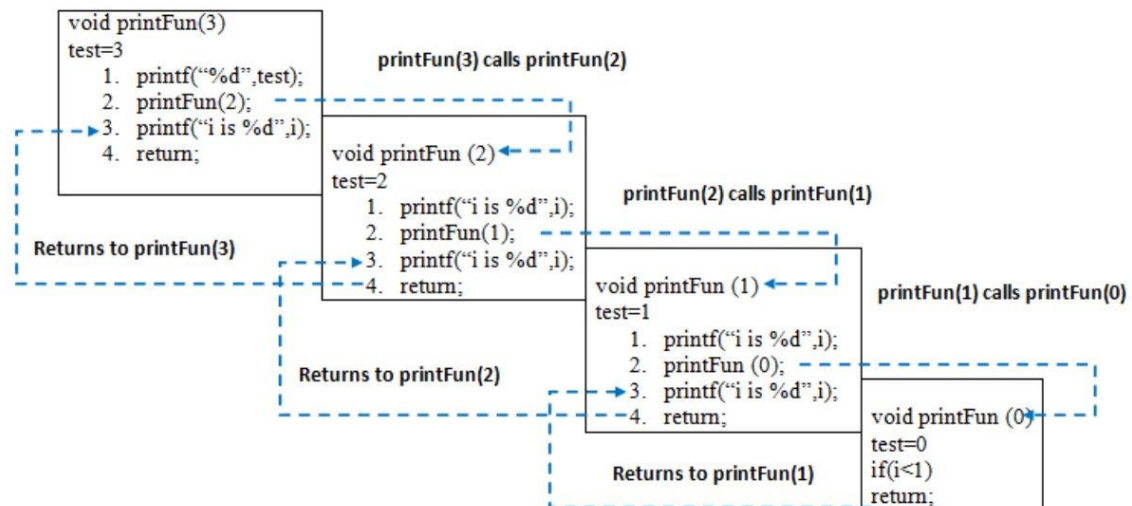 void printFun(3)
test=3
1. printf(“%d”,test);
2. printFun(2);
3. printf(“i is %d”,i);
4. return;
printFun(3) calls printFun(2)
void printFun (2)
test=2
1. printf(“i is %d”,i);
2. printFun(1);
3. printf(“i is %d”,i);
4. return;
Returns to printFun(3)
printFun(2) calls printFun(1)
void printFun (1)
test=1
1. printf(“i is %d”,i);
2. printFun (0);
3. printf(“i is %d”,i);
4. return;
Returns to printFun(2)
printFun(1) calls printFun(0)
void printFun (0)
test=0
if(i<1)
return;
Returns to printFun(1)